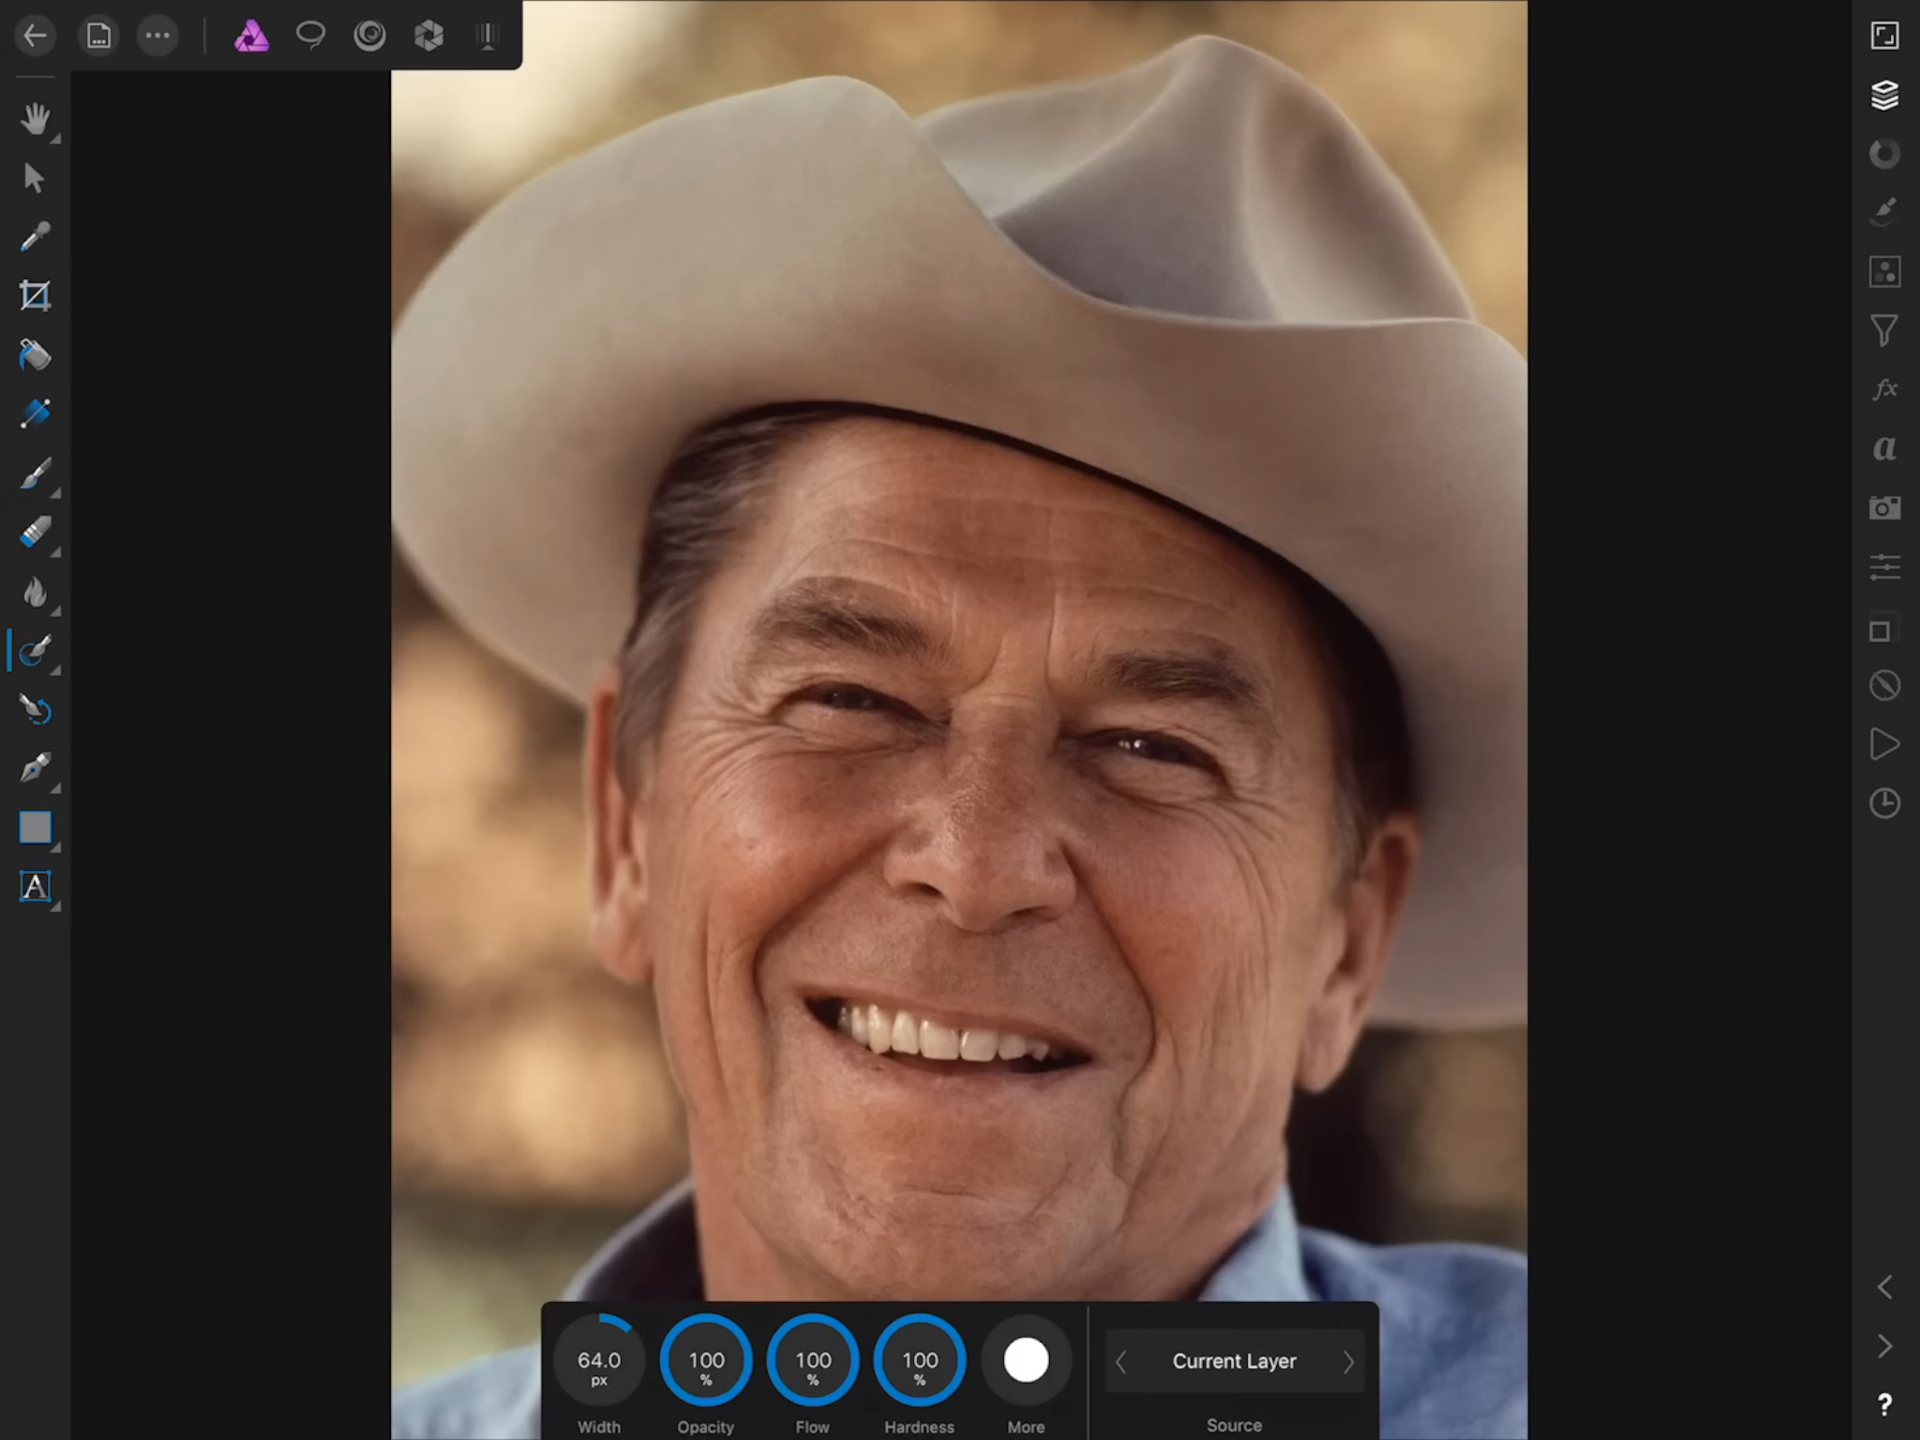 64.0
px
Width
100
%
Opacity
100
%
Flow
100
%
Hardness
More
Current Layer
Source
fx
a
A
?